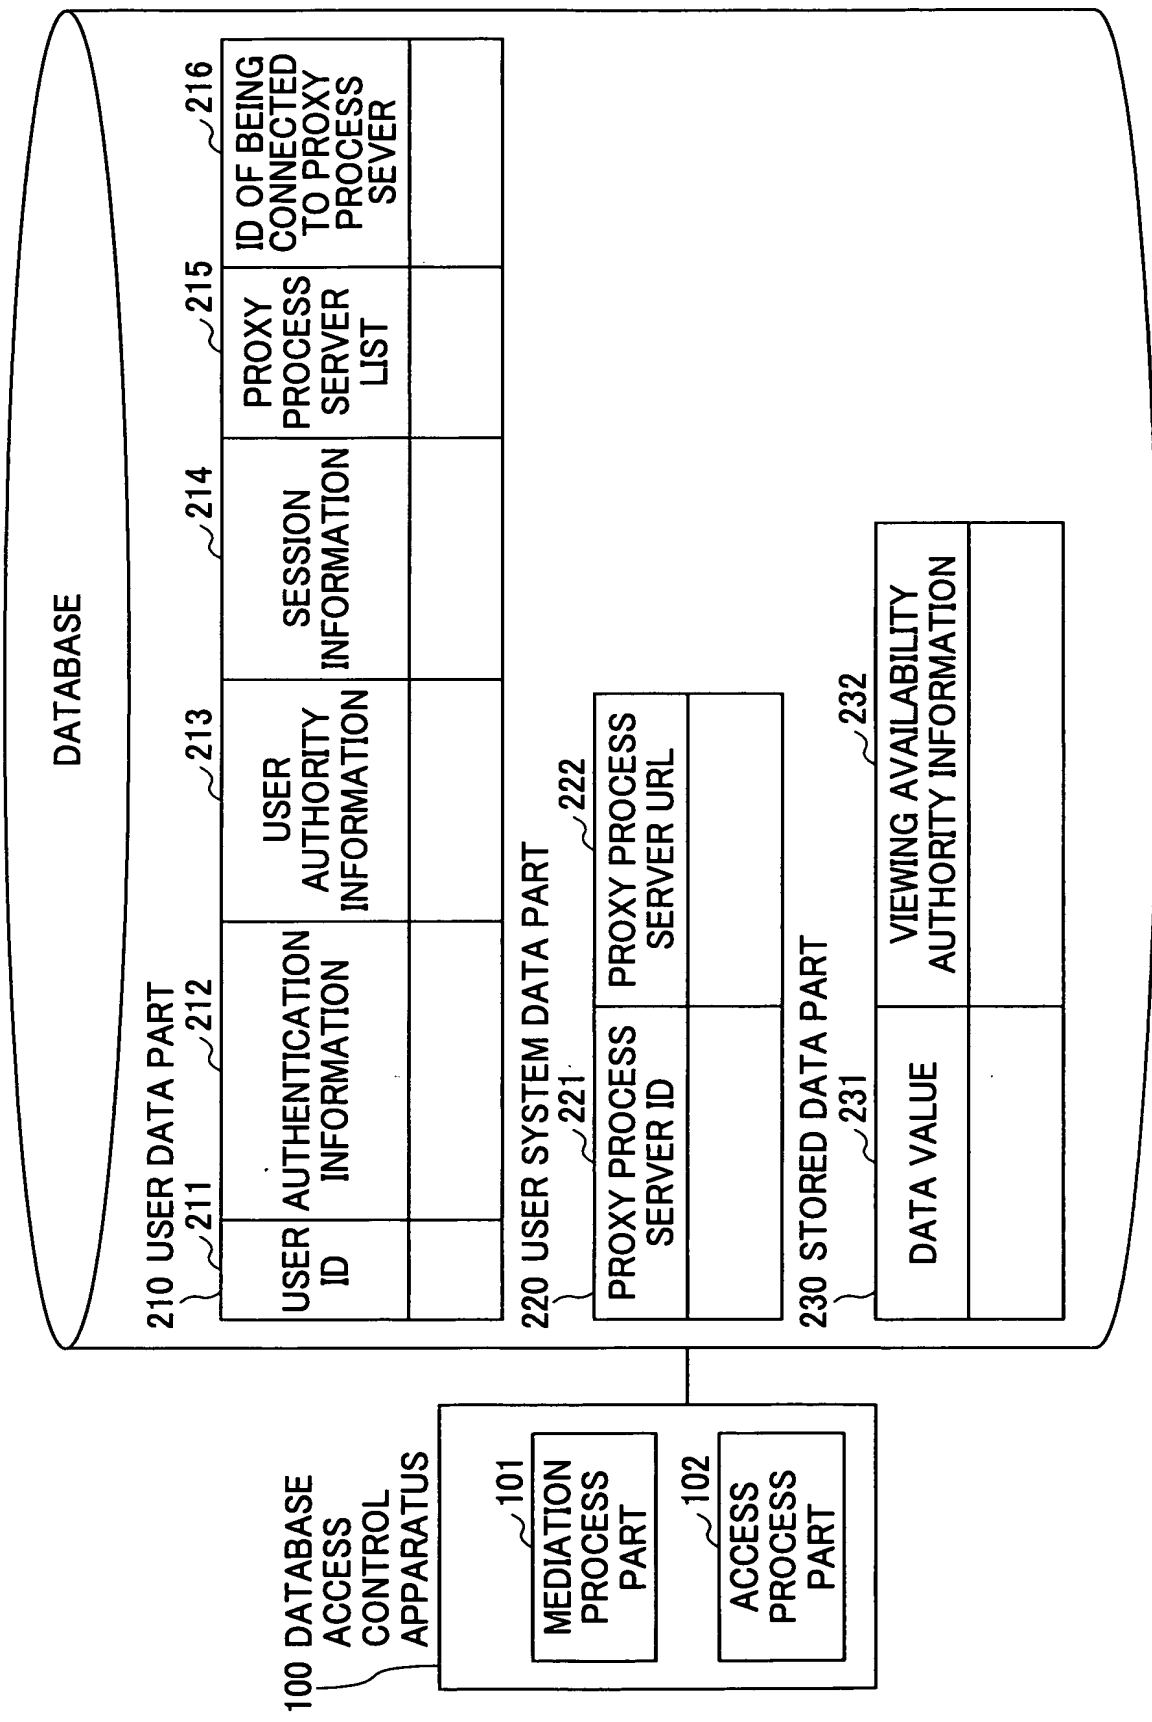 DATABASE
210 USER DATA PART
211
212
213
214
215
216
USER
ID
AUTHENTICATION
INFORMATION
USER
AUTHORITY
INFORMATION
SESSION
INFORMATION
PROXY
PROCESS
SERVER
LIST
ID OF BEING
CONNECTED
TO PROXY
PROCESS
SEVER
220 USER SYSTEM DATA PART
221
222
PROXY PROCESS
SERVER ID
PROXY PROCESS
SERVER URL
230 STORED DATA PART
231
232
DATA VALUE
VIEWING AVAILABILITY
AUTHORITY INFORMATION
100 DATABASE
ACCESS
CONTROL
APPARATUS
101
MEDIATION
PROCESS
PART
102
ACCESS
PROCESS
PART